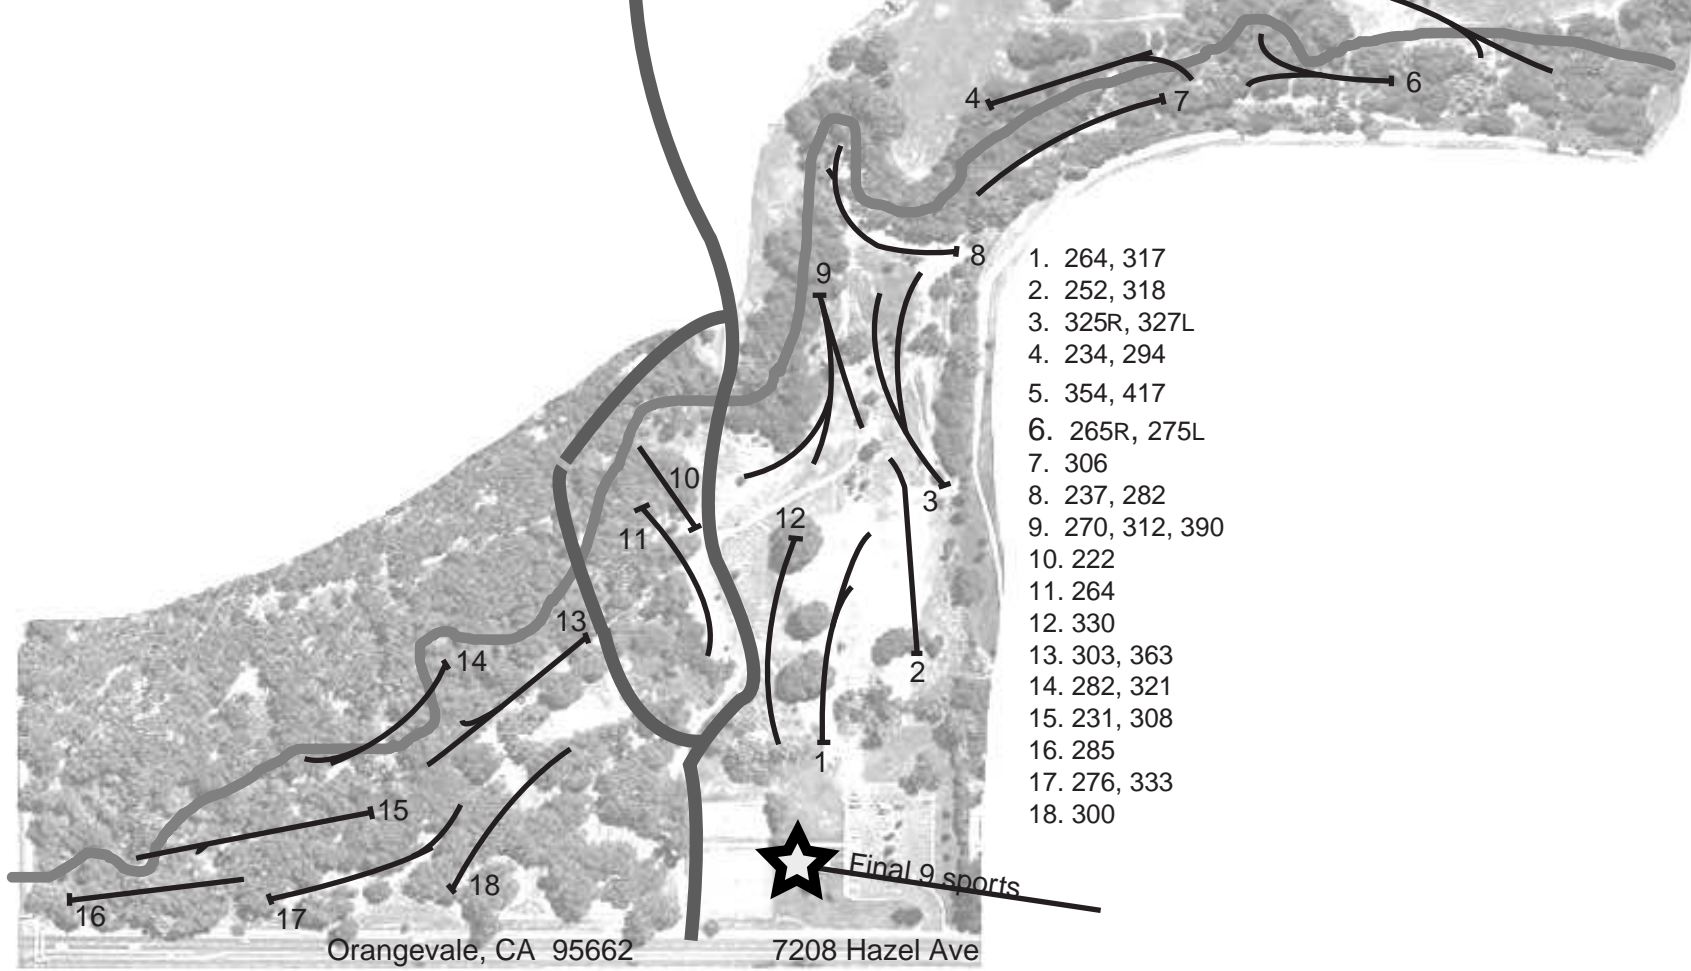 4
7
6
8
9
1. 264, 317
2. 252, 318
3. 325R, 327L
4. 234, 294
5. 354, 417
6. 265R, 275L
7. 306
8. 237, 282
9. 270, 312, 390
10. 222
11. 264
12. 330
13. 303, 363
14. 282, 321
15. 231, 308
16. 285
17. 276, 333
18. 300
10
3
11
12
13
14
2
1
15
Final 9 sports
18
16
17
Orangevale, CA 95662
7208 Hazel Ave